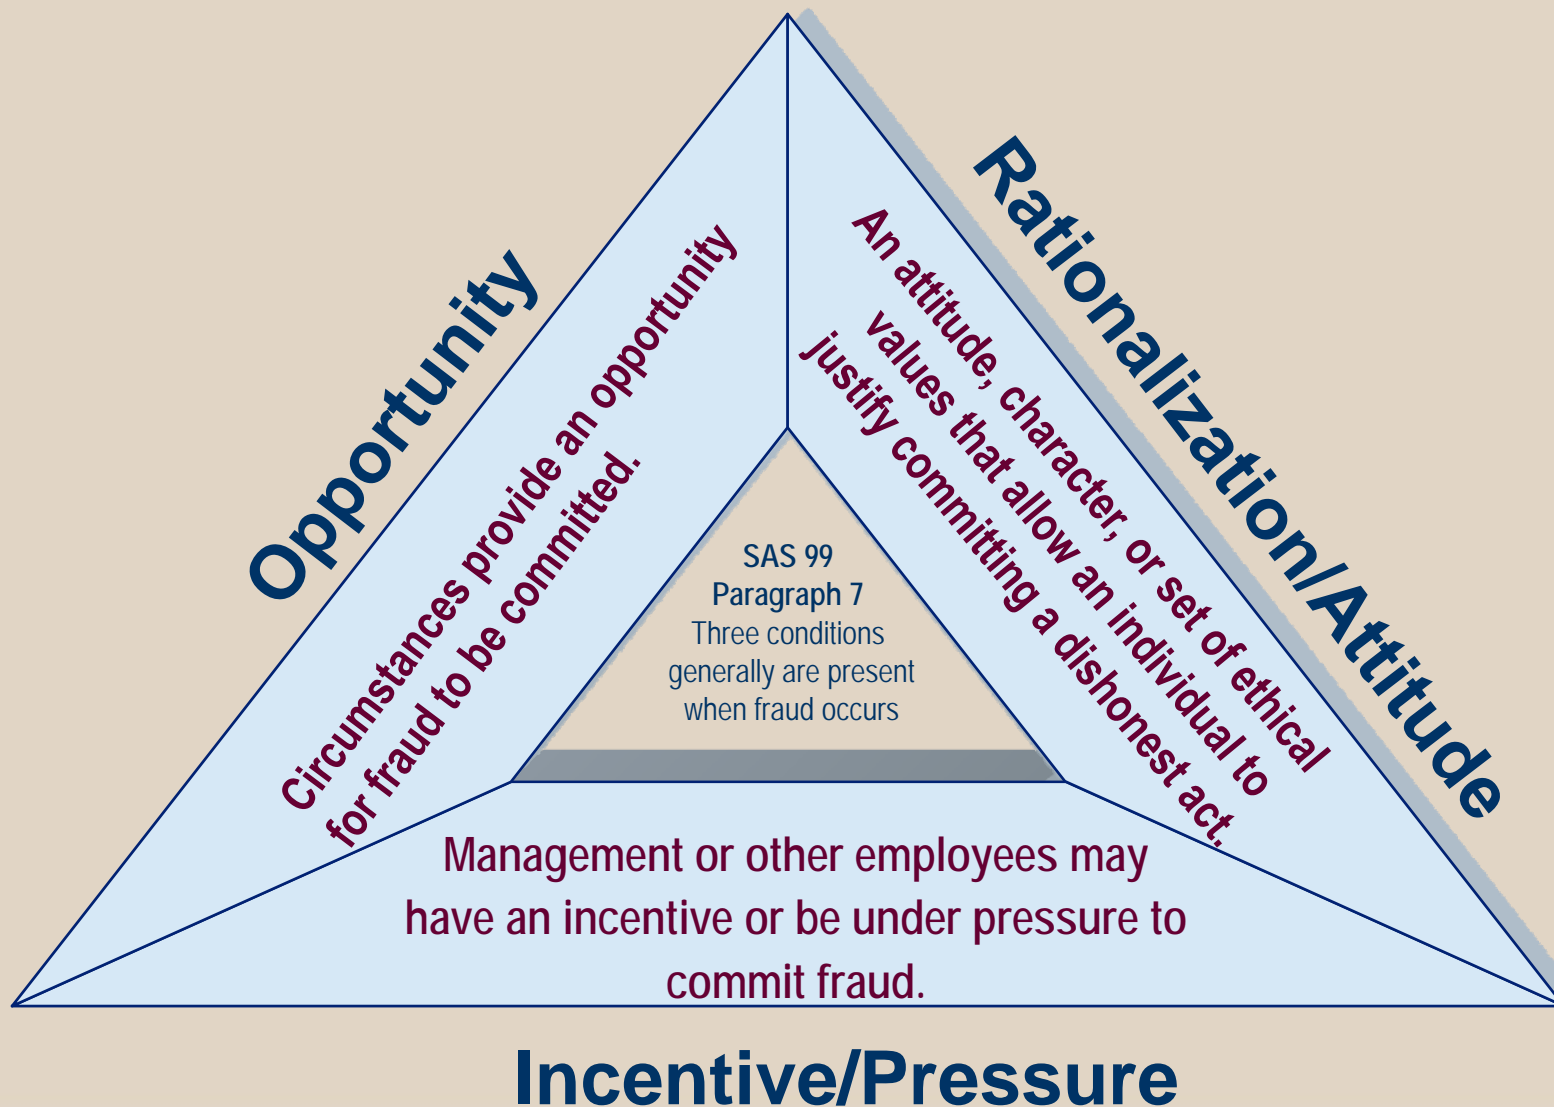 Opportunity
Circumstances provide an opportunity
for fraud to be committed.
Rationalization/Attitude
An attitude, character, or set of ethical
values that allow an individual to
justify committing a dishonest act.
SAS 99
Paragraph 7
Three conditions
generally are present
when fraud occurs
Management or other employees may
have an incentive or be under pressure to
commit fraud.
Incentive/Pressure